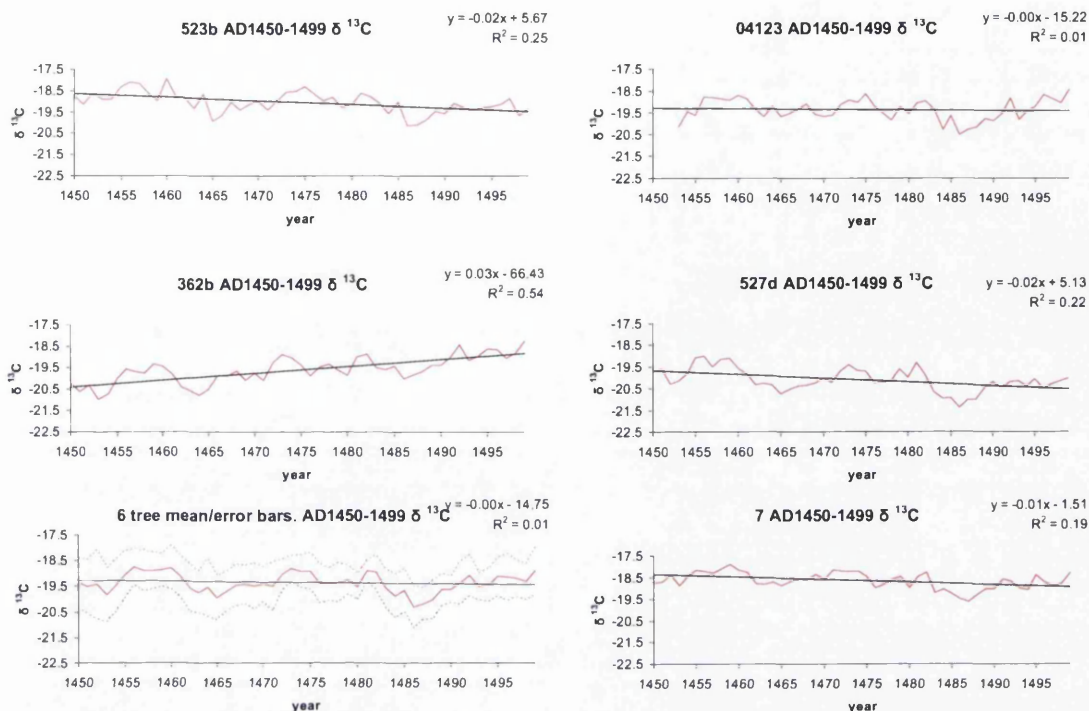 523b AD1450-1499 δ ¹³C
y = -0.02x + 5.67
R² = 0.25
-17.5
-18.5
-19.5
-20.5
-21.5
-22.5
δ ¹³C
1450 1455 1460 1465 1470 1475 1480 1485 1490 1495
year
04123 AD1450-1499 δ ¹³C
y = -0.00x - 15.22
R² = 0.01
-17.5
-18.5
-19.5
-20.5
-21.5
-22.5
δ ¹³C
1450 1455 1460 1465 1470 1475 1480 1485 1490 1495
year
362b AD1450-1499 δ ¹³C
y = 0.03x - 66.43
R² = 0.54
-17.5
-18.5
-19.5
-20.5
-21.5
-22.5
δ ¹³C
1450 1455 1460 1465 1470 1475 1480 1485 1490 1495
year
527d AD1450-1499 δ ¹³C
y = -0.02x + 5.13
R² = 0.22
-17.5
-18.5
-19.5
-20.5
-21.5
-22.5
δ ¹³C
1450 1455 1460 1465 1470 1475 1480 1485 1490 1495
year
6 tree mean/error bars. AD1450-1499 δ ¹³C
y = -0.00x - 14.75
R² = 0.01
-17.5
-18.5
-19.5
-20.5
-21.5
-22.5
δ ¹³C
1450 1455 1460 1465 1470 1475 1480 1485 1490 1495
year
7 AD1450-1499 δ ¹³C
y = -0.01x - 1.51
R² = 0.19
-17.5
-18.5
-19.5
-20.5
-21.5
-22.5
δ ¹³C
1450 1455 1460 1465 1470 1475 1480 1485 1490 1495
year